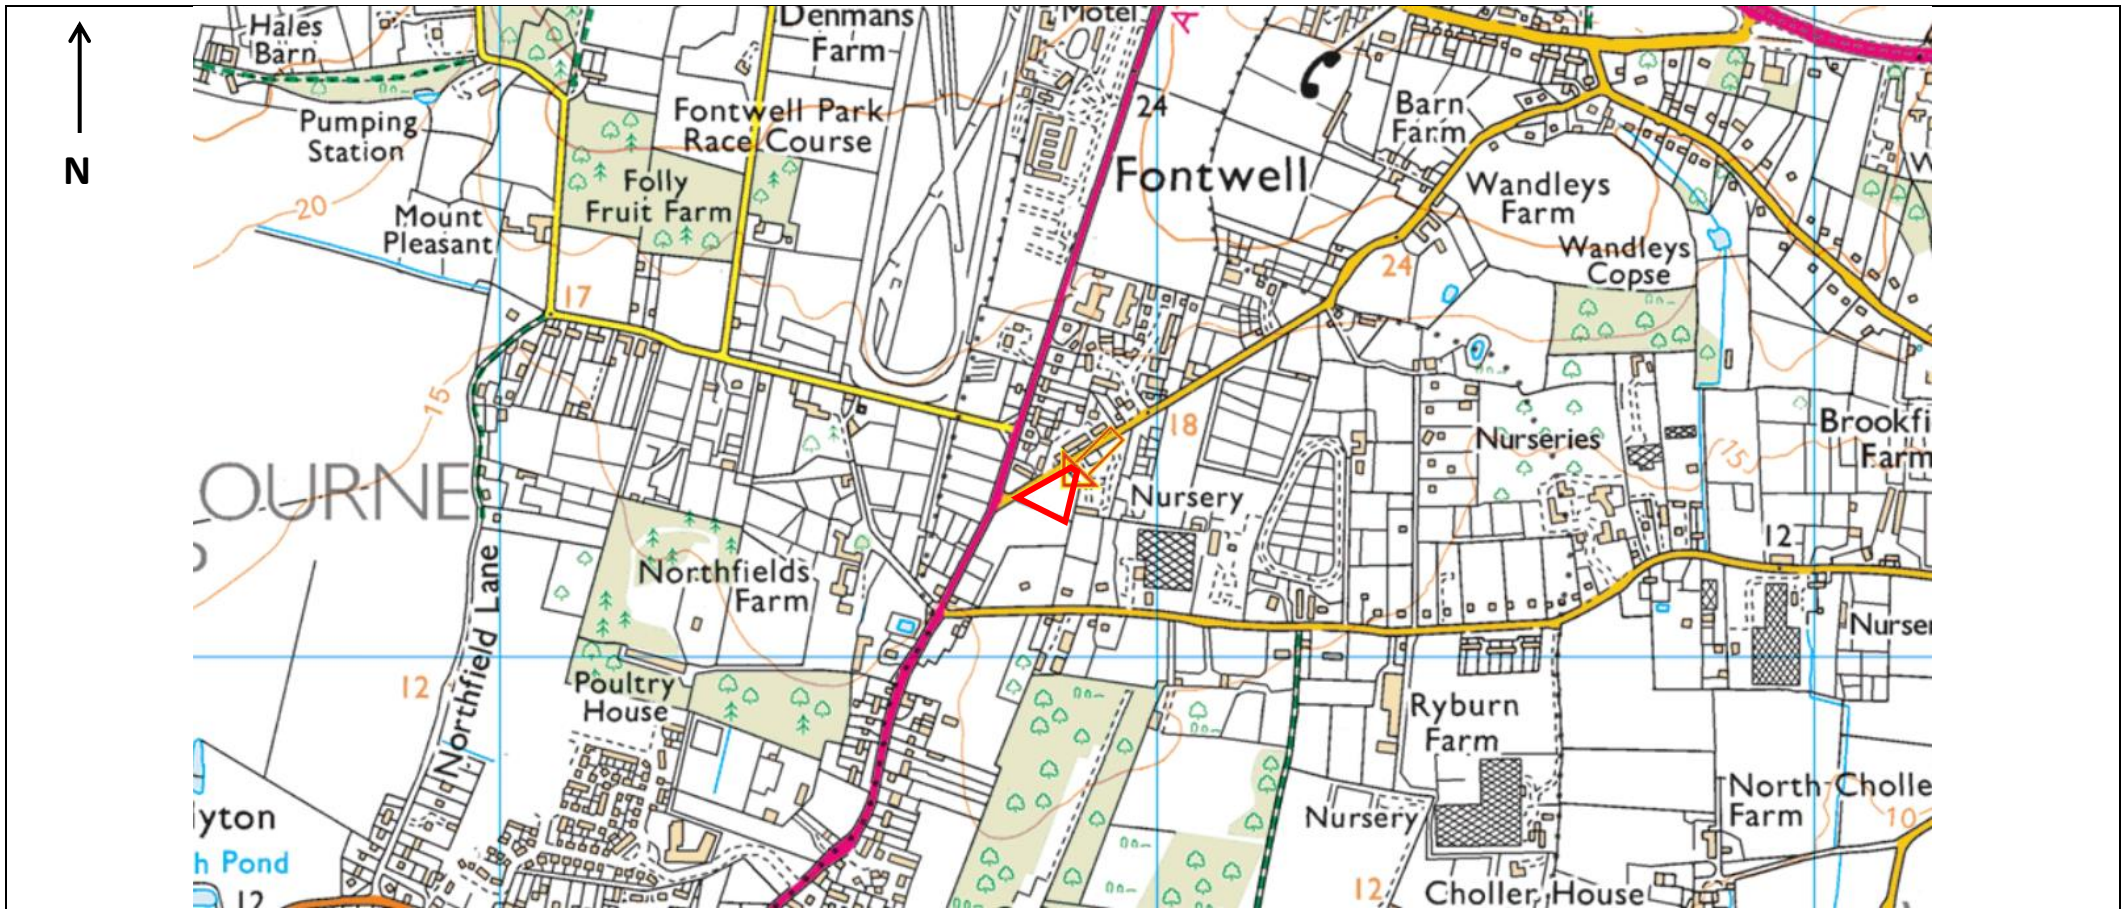 Hales
Barn
Denmans
Farm
Motel
A
N
Pumping
Station
Fontwell Park
Race Course
24
Barn
Farm
Fontwell
Folly
Fruit Farm
Wandleys
Farm
W
20
Mount
Pleasant
Wandleys
Copse
24
17
15
18
Brookfi
Farm
Nurseries
(15)
OURNE
Nursery
12
Northfields
Farm
Northfield Lane
Nurser
12
Poultry
House
Ryburn
Farm
North Cholle
Farm
Nursery
10
lyton
h Pond
12
12
Choller House